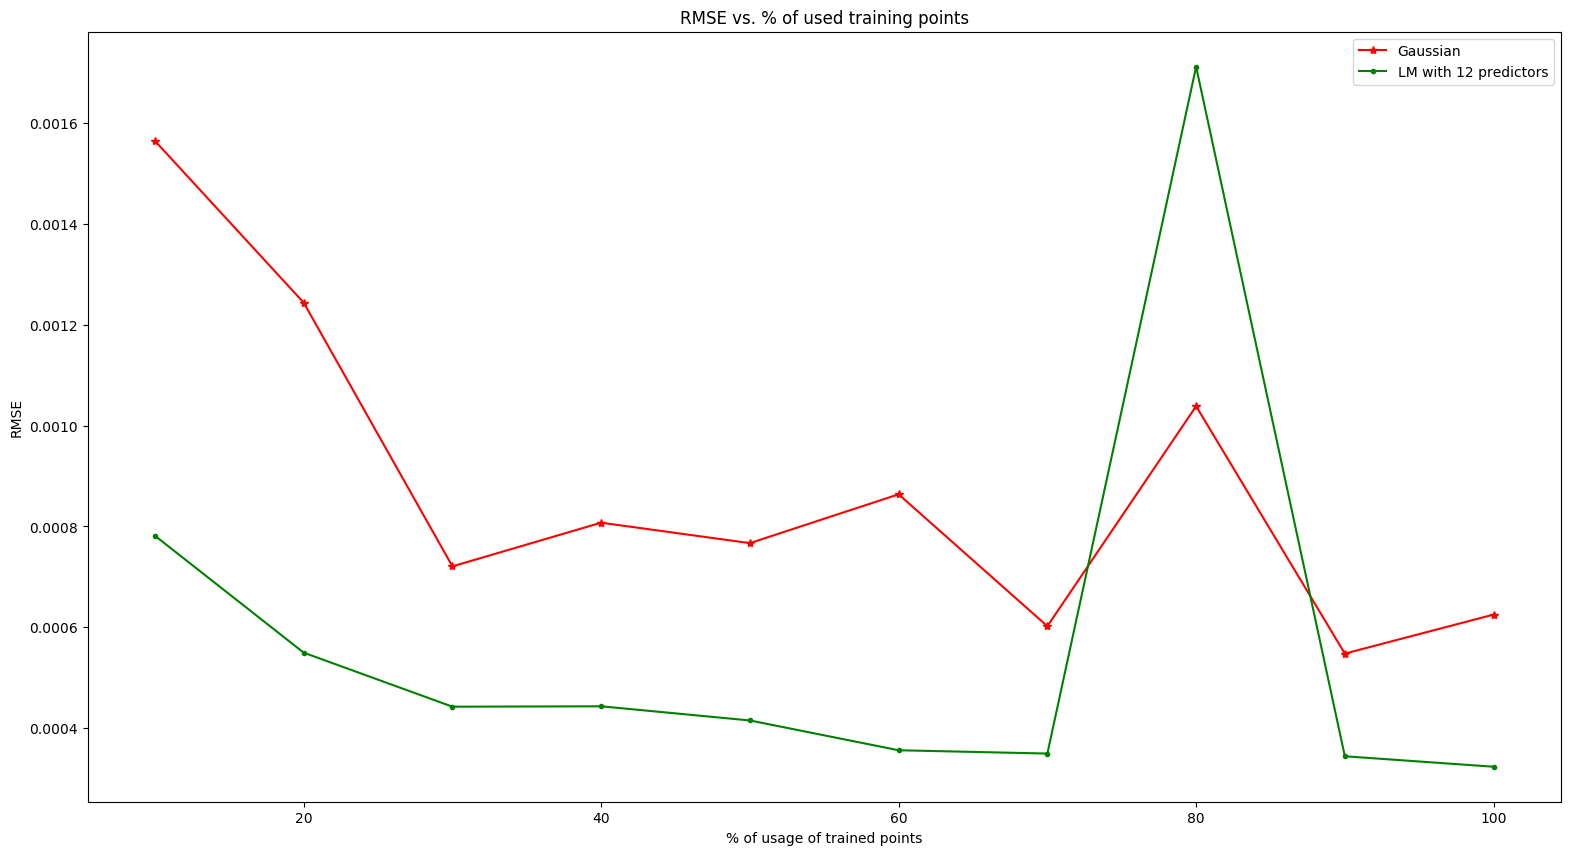 RMSE vs. % of used training points
Gaussian
LM with 12 predictors
0.0016
0.0014
0.0012
0.0010
0.0008
0.0006
0.0004
RMSE
20
40
60
80
100
% of usage of trained points